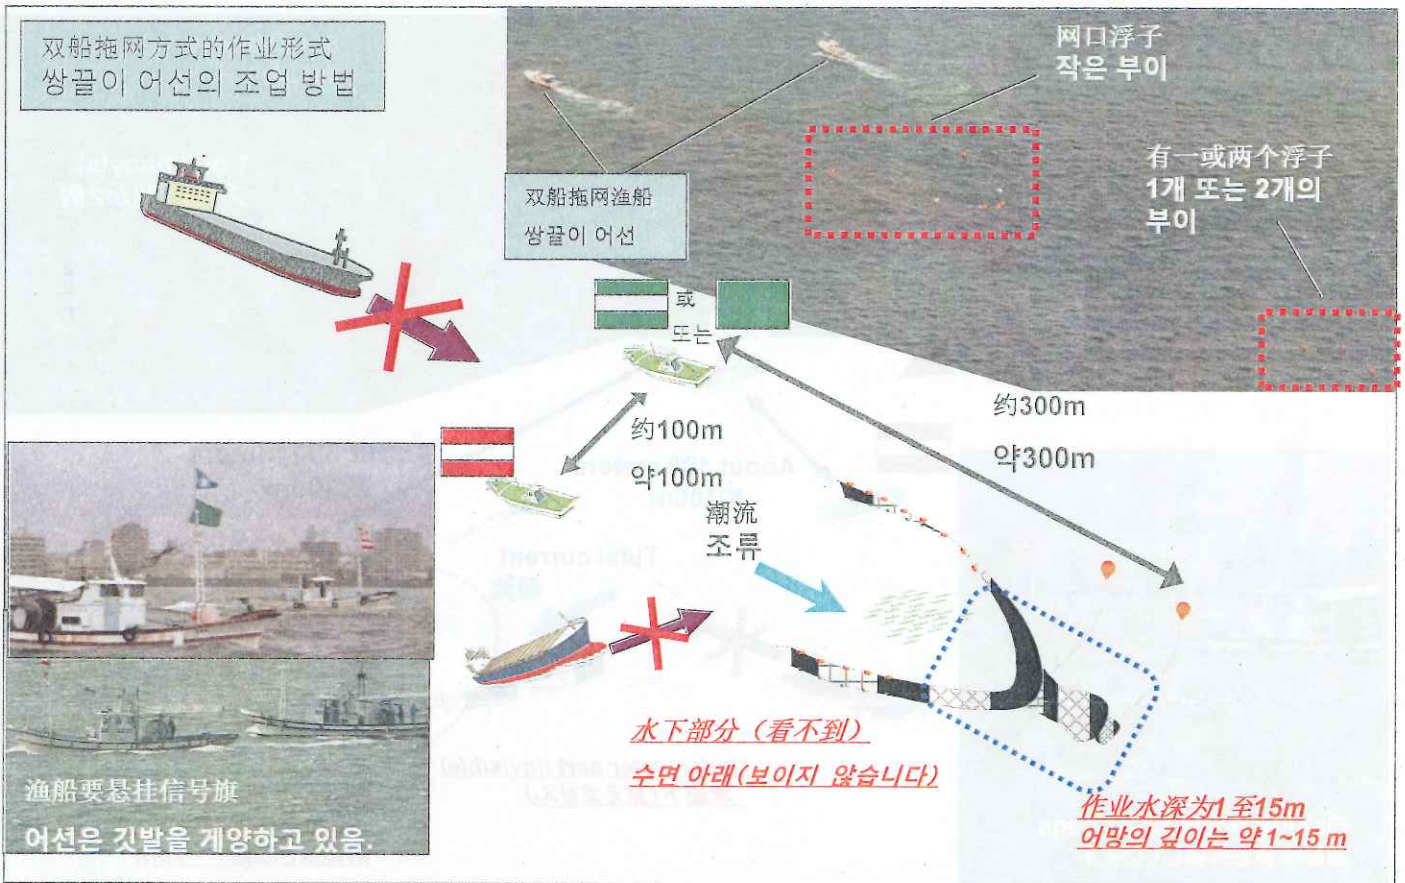 双船拖网方式的作业形式
쌍끌이 어선의 조업 방법
网口浮子
작은 부이
有一或两个浮子
1개 또는 2개의
부이
双船拖网渔船
쌍끌이 어선
或
또는
约300m
약300m
约100m
약100m
About
潮流
조류
Tidal current
水下部分（看不到）
수면 아래(보이지 않습니다)
作业水深为1至15m
어망의 깊이는 약 1~15 m
渔船要悬挂信号旗
어선은 깃발을 게양하고 있음.